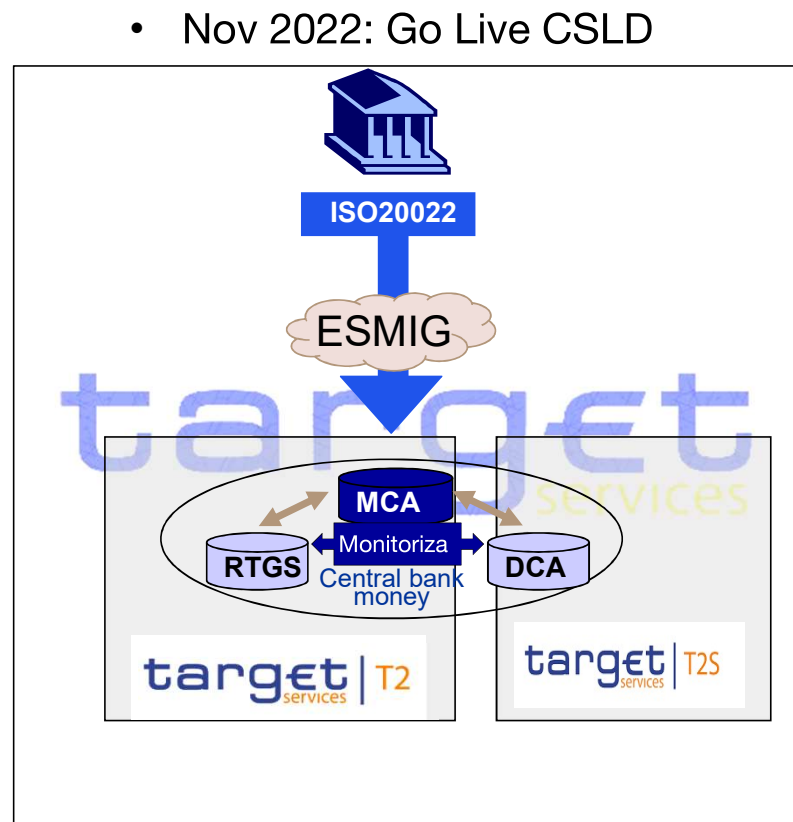 • Nov 2022: Go Live CSLD
ISO20022
ESMIG
target
services
MCA
Monitoriza
RTGS
DCA
Central bank
money
target
services | T2
target
services | T2S